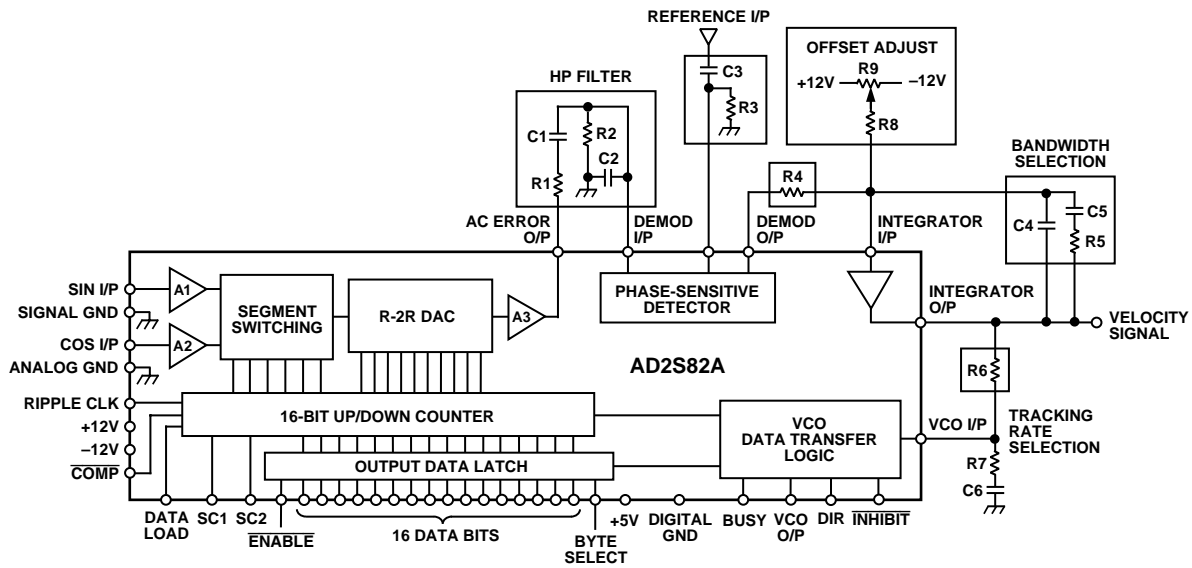 REFERENCE I/P
OFFSET ADJUST
R9
+12V
–12V
R8
HP FILTER
C3
R3
C1
R2
C2
R1
BANDWIDTH
SELECTION
R4
C4
C5
R5
AC ERROR
O/P
DEMOD
I/P
DEMOD
O/P
INTEGRATOR
I/P
SIN I/P
A1
SIGNAL GND
COS I/P
A2
ANALOG GND
SEGMENT
SWITCHING
R-2R DAC
A3
PHASE-SENSITIVE
DETECTOR
INTEGRATOR
O/P
VELOCITY
SIGNAL
AD2S82A
R6
RIPPLE CLK
+12V
–12V
COMP
16-BIT UP/DOWN COUNTER
OUTPUT DATA LATCH
VCO
DATA TRANSFER
LOGIC
VCO I/P
TRACKING
RATE
SELECTION
R7
C6
DATA
LOAD
SC1
SC2
ENABLE
16 DATA BITS
BYTE
SELECT
+5V
DIGITAL
GND
BUSY
VCO
O/P
DIR
INHIBIT